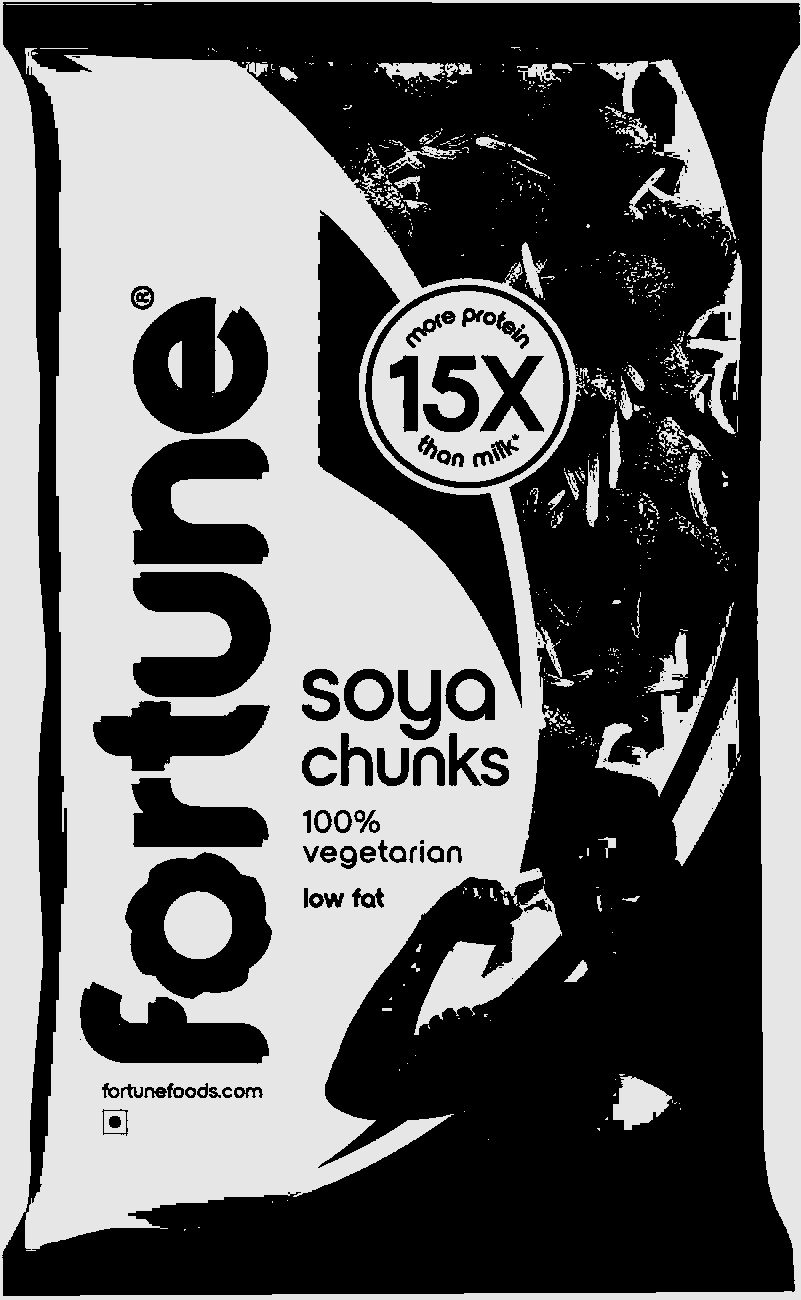 fortune®
more protein
15X
than milk*
soya
chunks
100%
vegetarian
low fat
fortunefoods.com